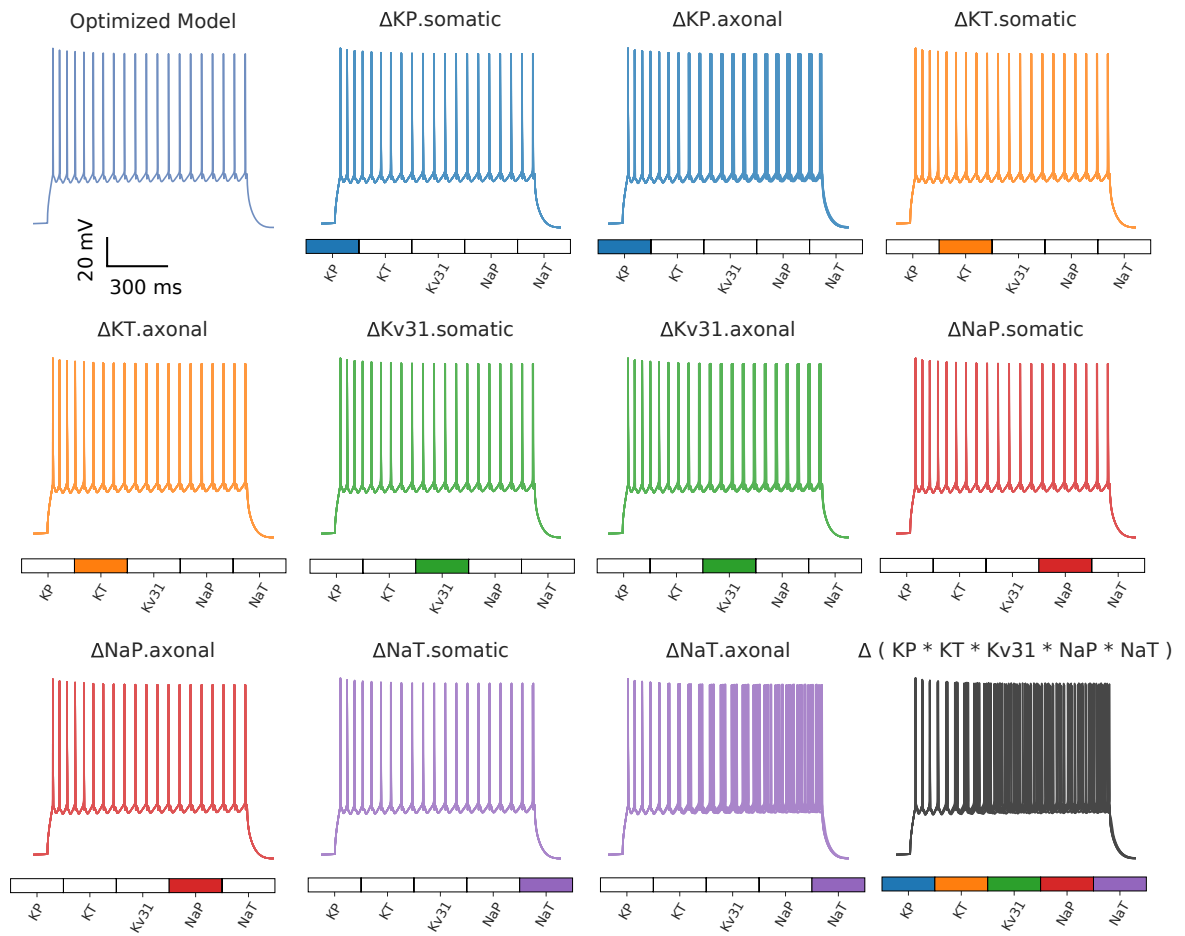 Optimized Model
ΔKP.somatic
ΔKP.axonal
ΔKT.somatic
20 mV
300 ms
KP KT Kv31 NaP NaT
KP KT Kv31 NaP NaT
KP KT Kv31 NaP NaT
ΔKT.axonal
ΔKv31.somatic
ΔKv31.axonal
ΔNaP.somatic
KP KT Kv31 NaP NaT
KP KT Kv31 NaP NaT
KP KT Kv31 NaP NaT
KP KT Kv31 NaP NaT
ΔNaP.axonal
ΔNaT.somatic
ΔNaT.axonal
Δ ( KP * KT * Kv31 * NaP * NaT )
KP KT Kv31 NaP NaT
KP KT Kv31 NaP NaT
KP KT Kv31 NaP NaT
KP KT Kv31 NaP NaT